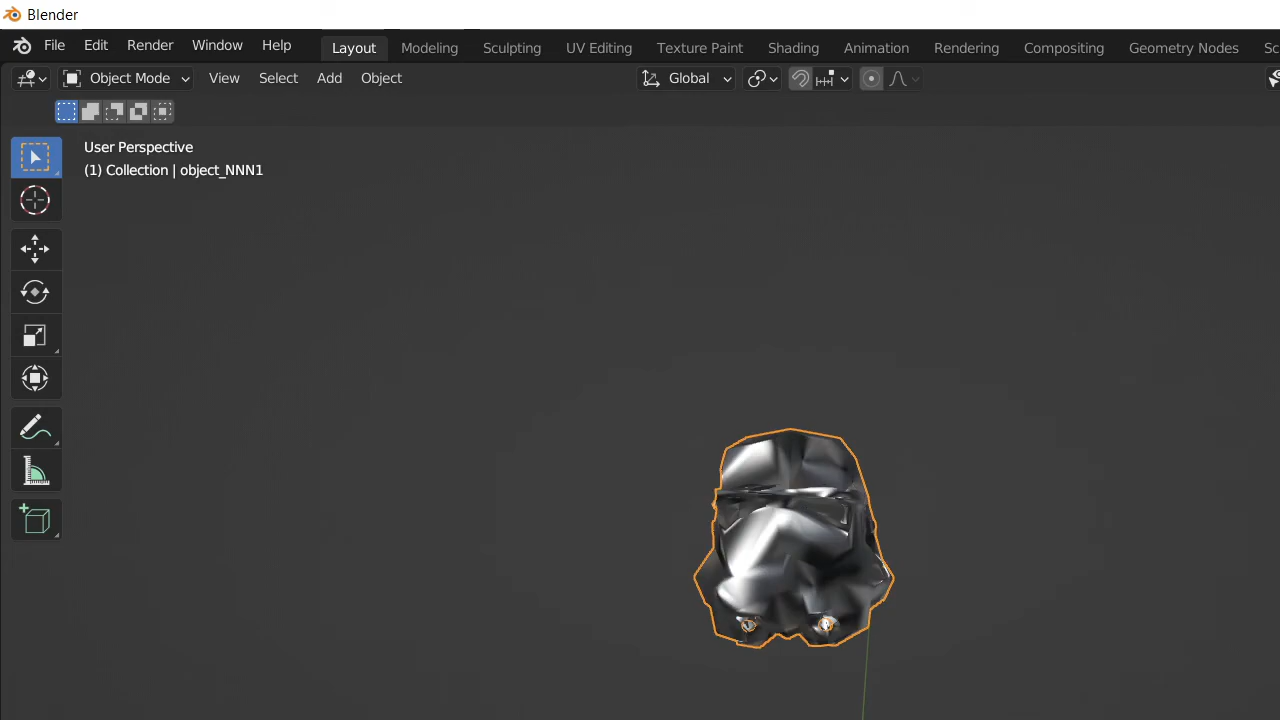 Blender
File Edit Render Window Help Layout Modeling Sculpting UV Editing Texture Paint Shading Animation Rendering Compositing Geometry Nodes Sc
Object Mode View Select Add Object Global
User Perspective
(1) Collection | object_NNN1